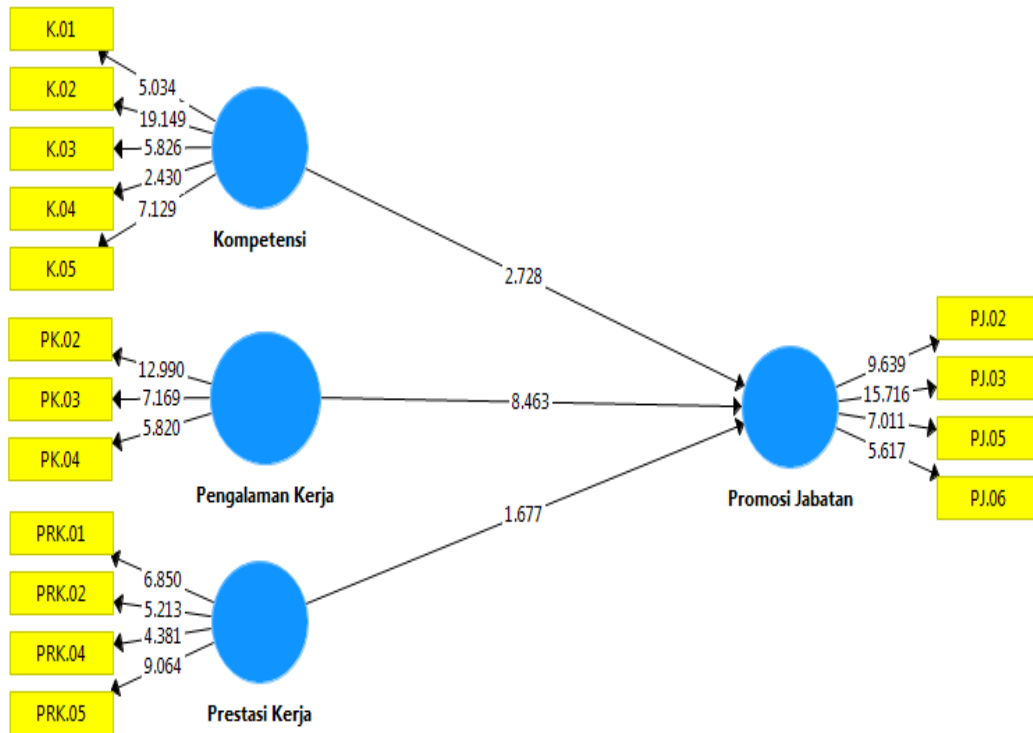 K.01
5.034
K.02
19.149
K.03
5.826
K.04
2.430
7.129
K.05
Kompetensi
2.728
PK.02
12.990
PK.03
7.169
PK.04
5.820
Pengalaman Kerja
8.463
PRK.01
6.850
PRK.02
5.213
PRK.04
4.381
9.064
PRK.05
Prestasi Kerja
1.677
PJ.02
9.639
PJ.03
15.716
7.011
PJ.05
5.617
PJ.06
Promosi Jabatan